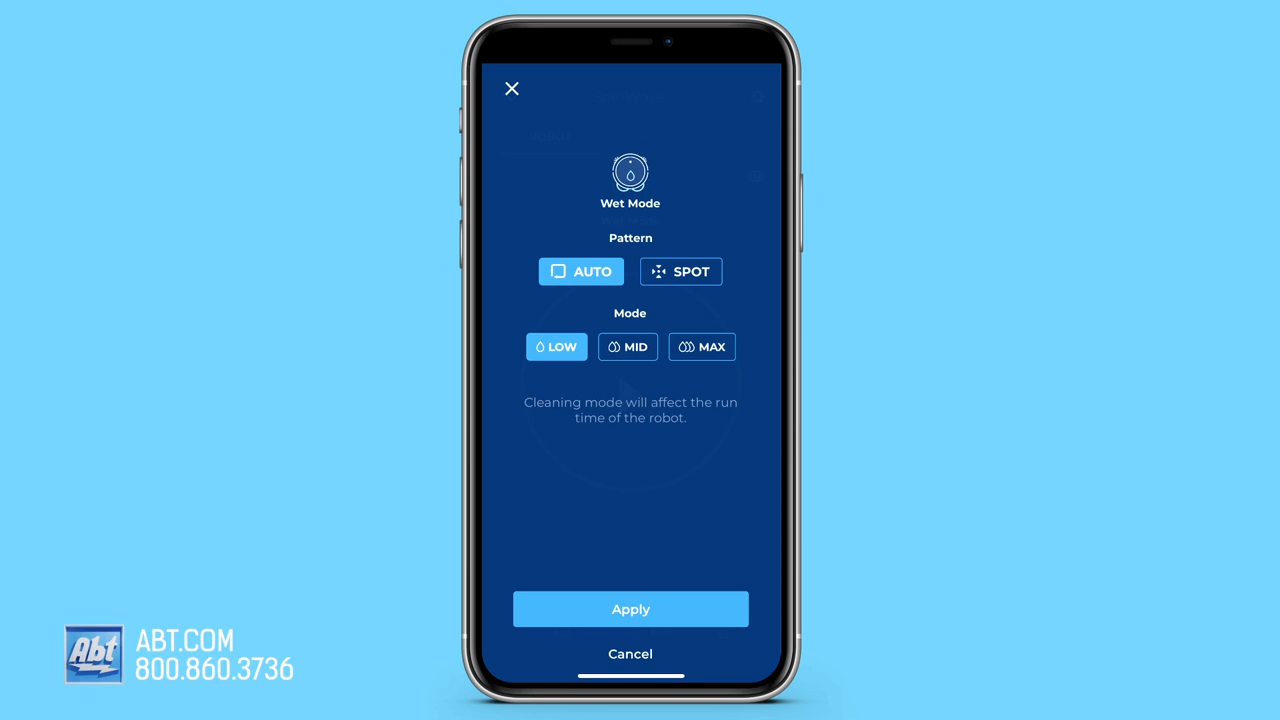 Wet Mode
Pattern
AUTO SPOT
Mode
LOW MID MAX
Cleaning mode will affect the run
time of the robot.
Apply
Cancel
Abt
ABT.COM
800.860.3736